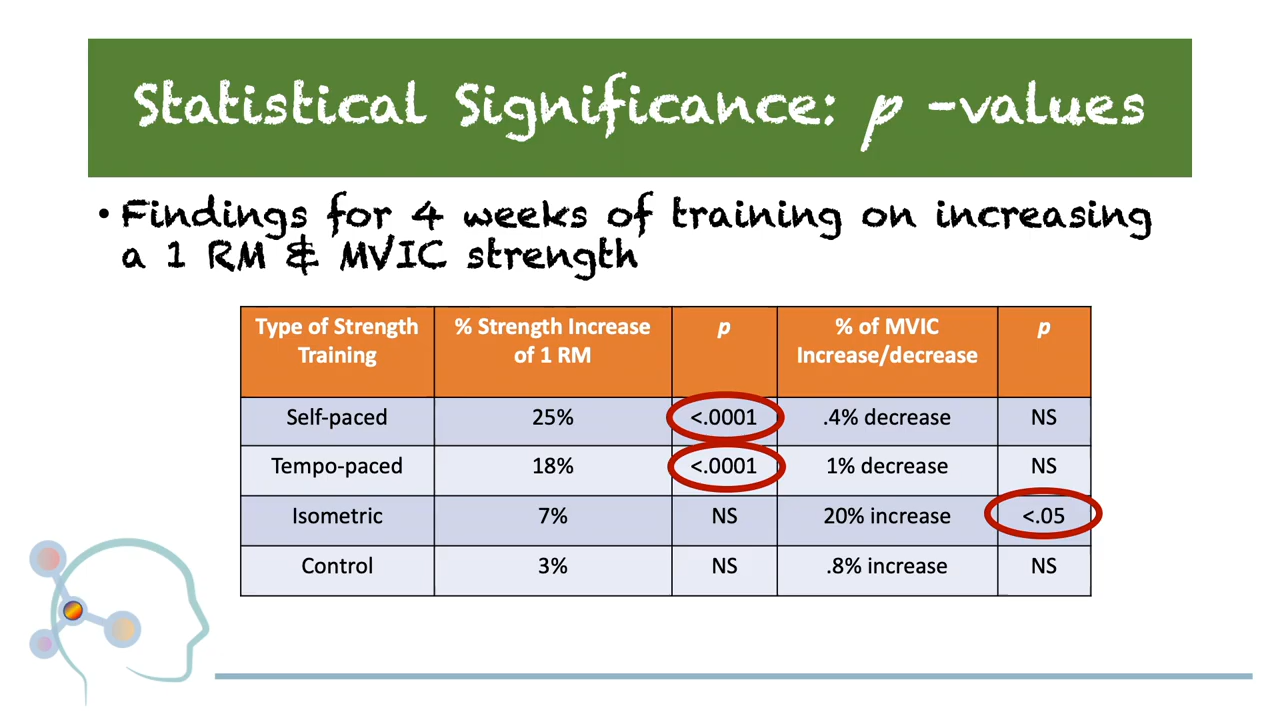 Statistical Significance: p -values
• Findings for 4 weeks of training on increasing
a 1 RM & MVIC strength
Type of Strength Training | % Strength Increase of 1 RM | p | % of MVIC Increase/decrease | p
Self-paced | 25% | <.0001 | .4% decrease | NS
Tempo-paced | 18% | <.0001 | 1% decrease | NS
Isometric | 7% | NS | 20% increase | <.05
Control | 3% | NS | .8% increase | NS